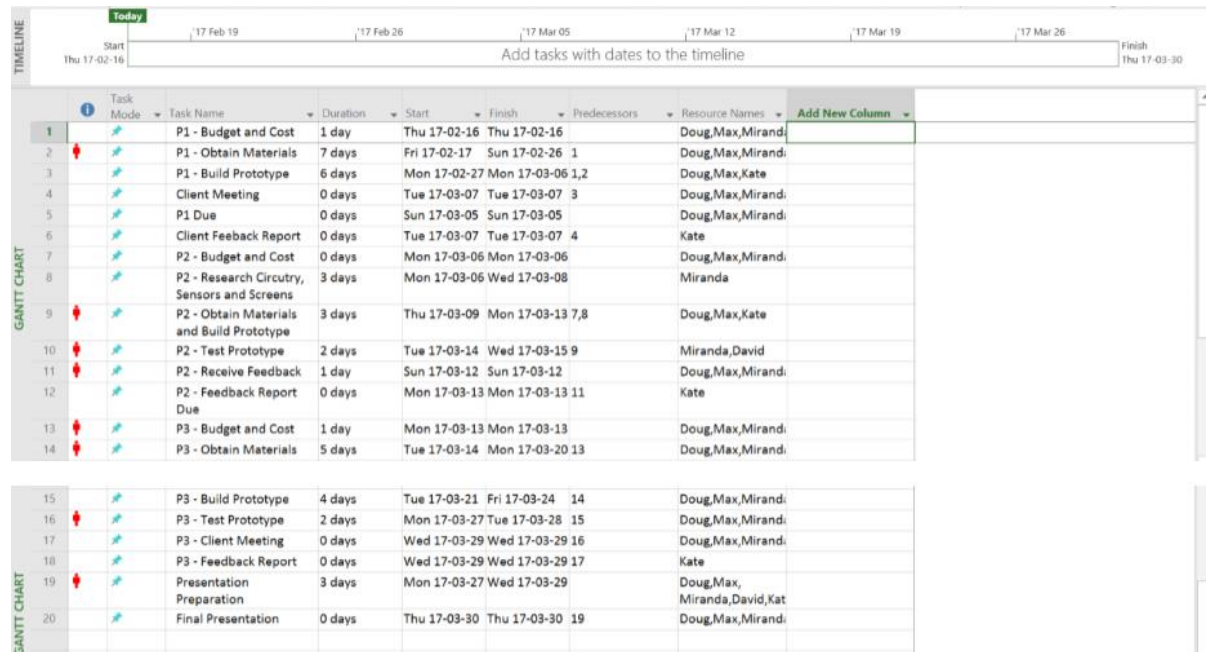 Today
'17 Feb 19 '17 Feb 26 '17 Mar 05 '17 Mar 12 '17 Mar 19 '17 Mar 26
TIMELINE
Start
Thu 17-02-16
Add tasks with dates to the timeline
Finish
Thu 17-03-30
GANTT CHART
Task
Mode Task Name Duration Start Finish Predecessors Resource Names Add New Column
1 P1 - Budget and Cost 1 day Thu 17-02-16 Thu 17-02-16 Doug,Max,Miranda
2 P1 - Obtain Materials 7 days Fri 17-02-17 Sun 17-02-26 1 Doug,Max,Miranda
3 P1 - Build Prototype 6 days Mon 17-02-27 Mon 17-03-06 1,2 Doug,Max,Kate
4 Client Meeting 0 days Tue 17-03-07 Tue 17-03-07 3 Doug,Max,Miranda
5 P1 Due 0 days Sun 17-03-05 Sun 17-03-05 Doug,Max,Miranda
6 Client Feeback Report 0 days Tue 17-03-07 Tue 17-03-07 4 Kate
7 P2 - Budget and Cost 0 days Mon 17-03-06 Mon 17-03-06 Doug,Max,Miranda
8 P2 - Research Circutry, 3 days Mon 17-03-06 Wed 17-03-08 Miranda
Sensors and Screens
9 P2 - Obtain Materials 3 days Thu 17-03-09 Mon 17-03-13 7,8 Doug,Max,Kate
and Build Prototype
10 P2 - Test Prototype 2 days Tue 17-03-14 Wed 17-03-15 9 Miranda,David
11 P2 - Receive Feedback 1 day Sun 17-03-12 Sun 17-03-12 Doug,Max,Miranda
12 P2 - Feedback Report 0 days Mon 17-03-13 Mon 17-03-13 11 Kate
Due
13 P3 - Budget and Cost 1 day Mon 17-03-13 Mon 17-03-13 Doug,Max,Miranda
14 P3 - Obtain Materials 5 days Tue 17-03-14 Mon 17-03-20 13 Doug,Max,Miranda
GANTT CHART
15 P3 - Build Prototype 4 days Tue 17-03-21 Fri 17-03-24 14 Doug,Max,Miranda
16 P3 - Test Prototype 2 days Mon 17-03-27 Tue 17-03-28 15 Doug,Max,Miranda
17 P3 - Client Meeting 0 days Wed 17-03-29 Wed 17-03-29 16 Doug,Max,Miranda
18 P3 - Feedback Report 0 days Wed 17-03-29 Wed 17-03-29 17 Kate
19 Presentation 3 days Mon 17-03-27 Wed 17-03-29 Doug,Max,
Preparation Miranda,David,Kat
20 Final Presentation 0 days Thu 17-03-30 Thu 17-03-30 19 Doug,Max,Miranda